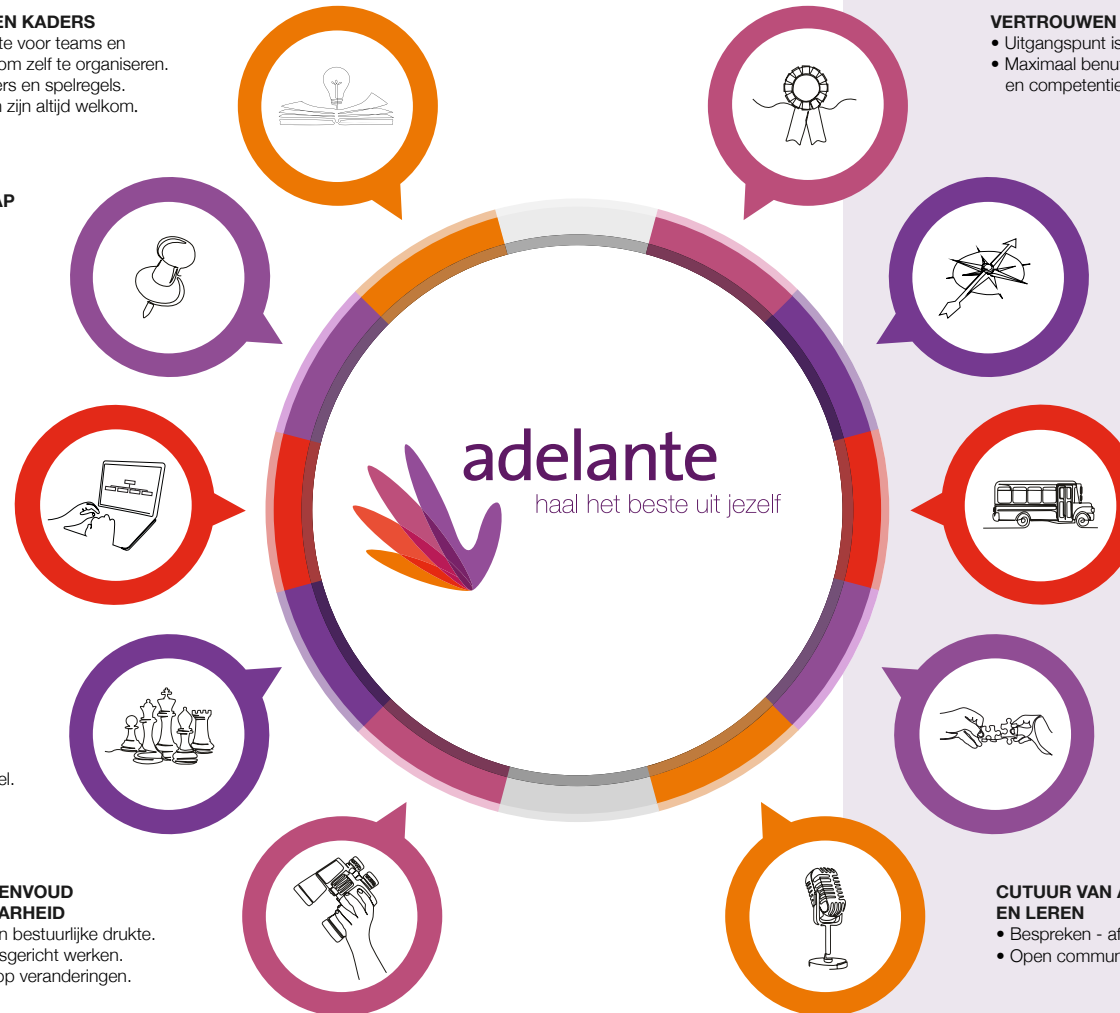 EN KADERS
te voor teams en
om zelf te organiseren.
ers en spelregels.
n zijn altijd welkom.
VERTROUWEN
• Uitgangspunt is
• Maximaal benu
en competentie
AP
adelante
haal het beste uit jezelf
el.
ENVOUD
ARHEID
n bestuurlijke drukte.
sgericht werken.
op veranderingen.
CUTUUR VAN A
EN LEREN
• Bespreken - af
• Open commun